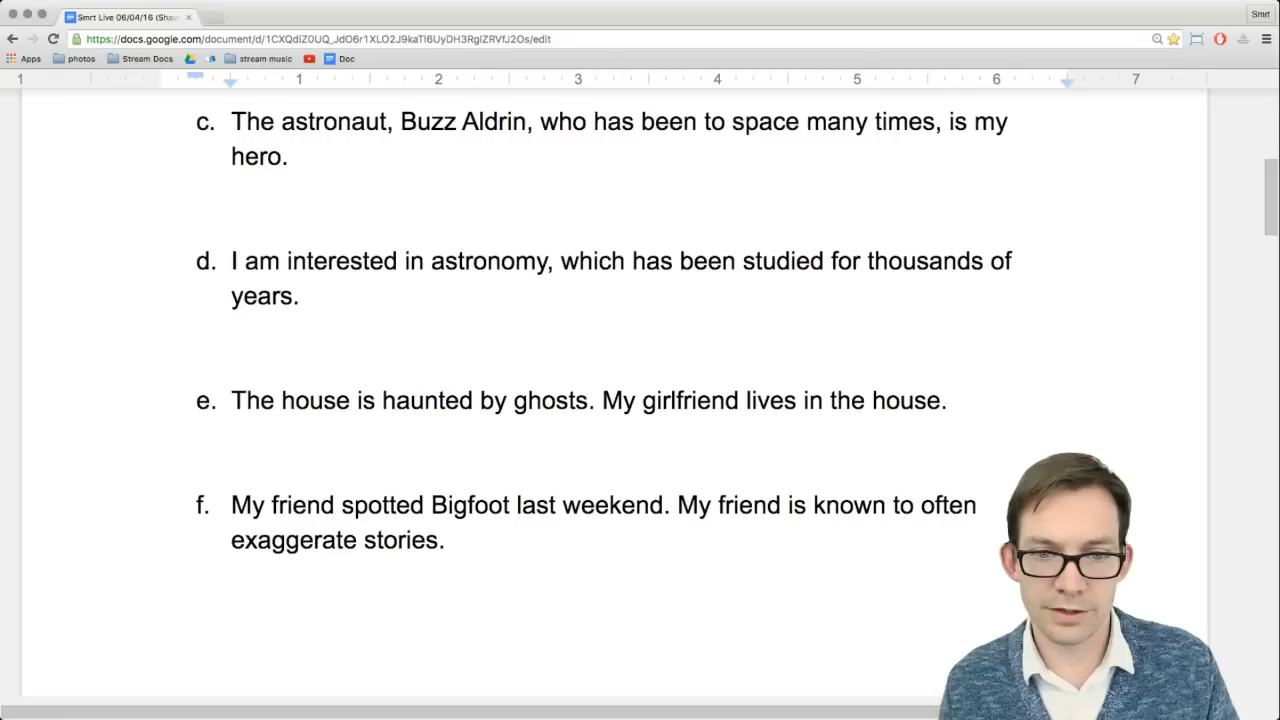 Smrt Live 06/04/16 (Shau
Smrt
https://docs.google.com/document/d/1CXQdiZ0UQ_JdO6r1XLO2J9kaTl6UyDH3RglZRVfJ2Os/edit
Apps photos Stream Docs stream music Doc
1 1 2 3 4 5 6 7
c. The astronaut, Buzz Aldrin, who has been to space many times, is my
hero.
d. I am interested in astronomy, which has been studied for thousands of
years.
e. The house is haunted by ghosts. My girlfriend lives in the house.
f. My friend spotted Bigfoot last weekend. My friend is known to often
exaggerate stories.